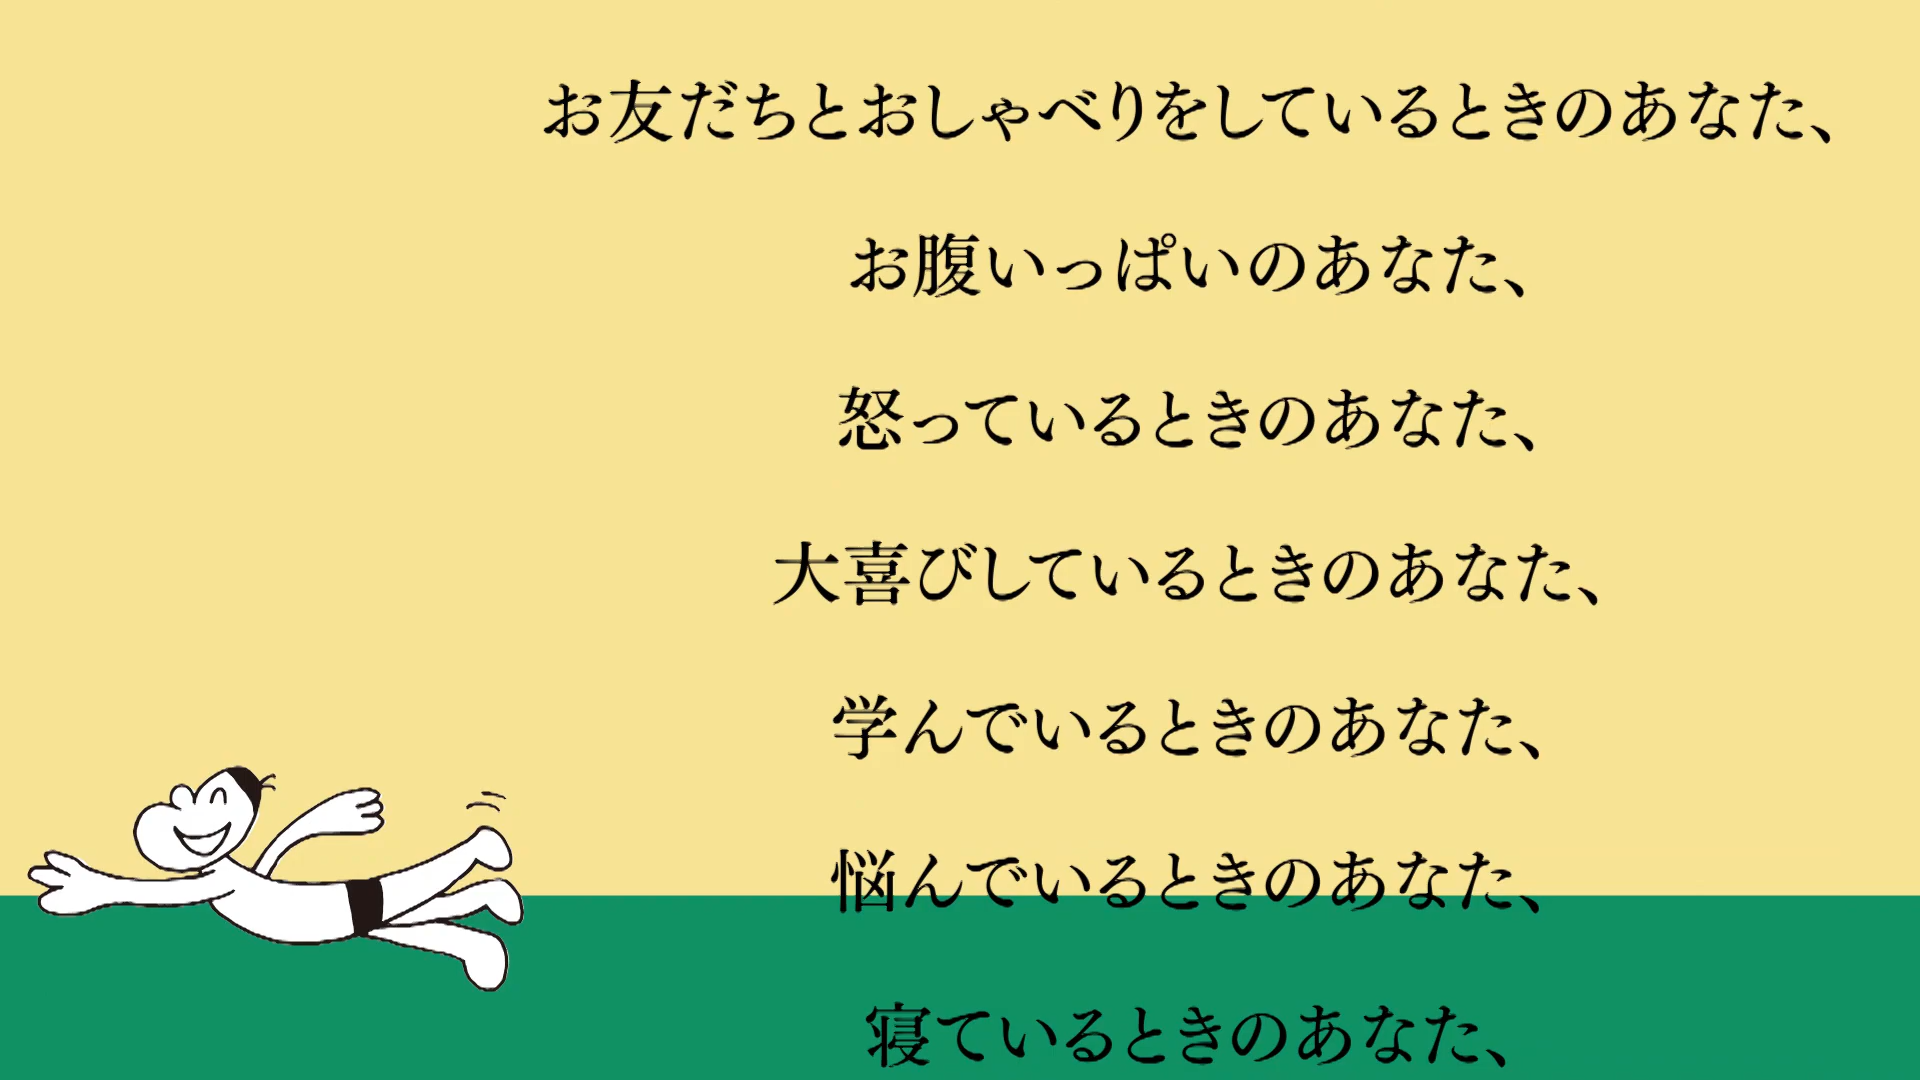 お友だちとおしゃべりをしているときのあなた、
お腹いっぱいのあなた、
怒っているときのあなた、
大喜びしているときのあなた、
学んでいるときのあなた、
悩んでいるときのあなた、
寝ているときのあなた、